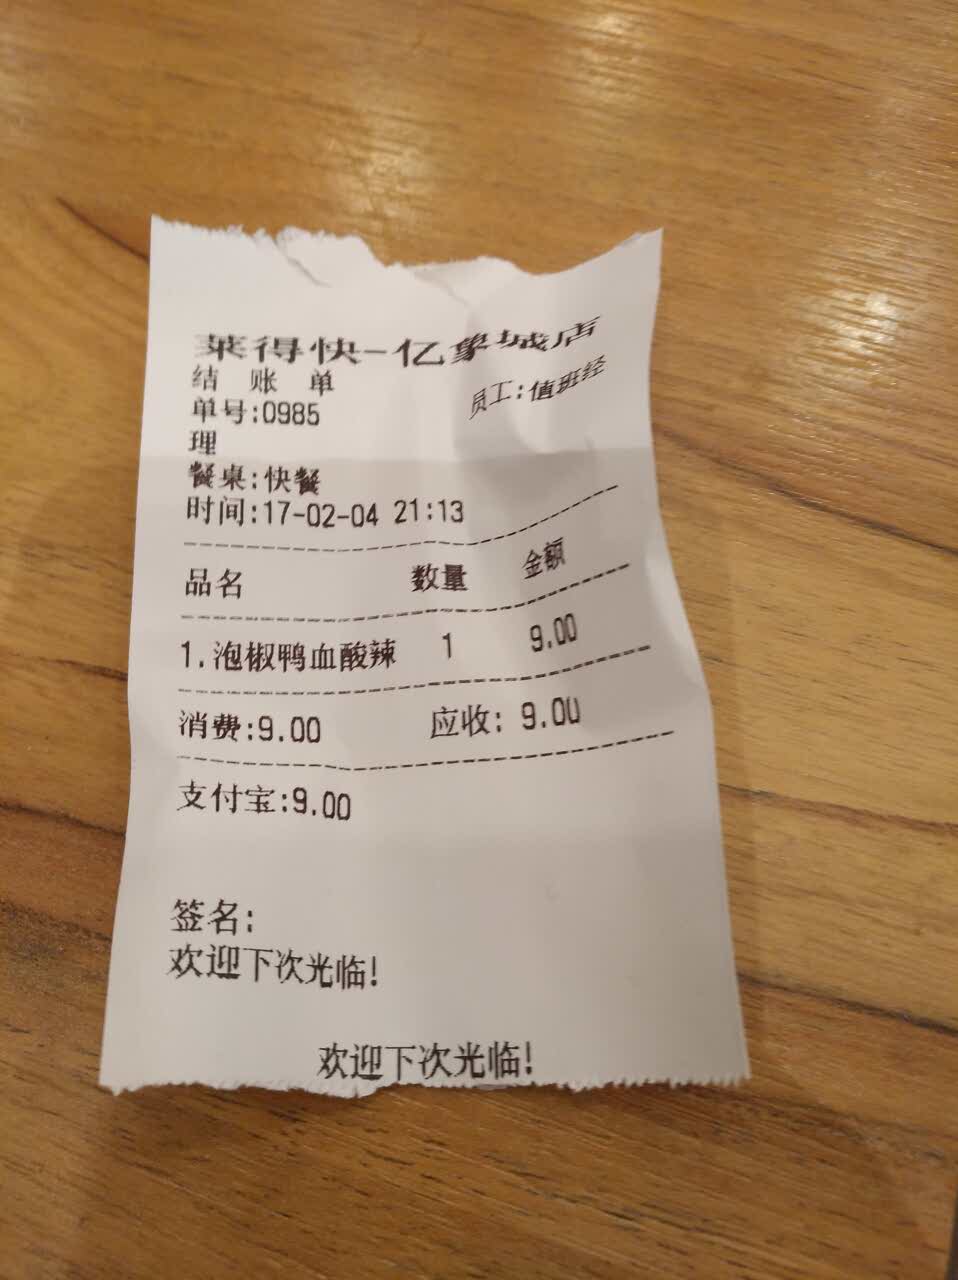 莱得快-亿象城店
结 账 单
单号:0985 员工:值班经
理
餐桌:快餐
时间:17-02-04 21:13
品名 数量 金额
1.泡椒鸭血酸辣 1 9.00
消费:9.00 应收: 9.00
支付宝:9.00
签名:
欢迎下次光临!
欢迎下次光临!